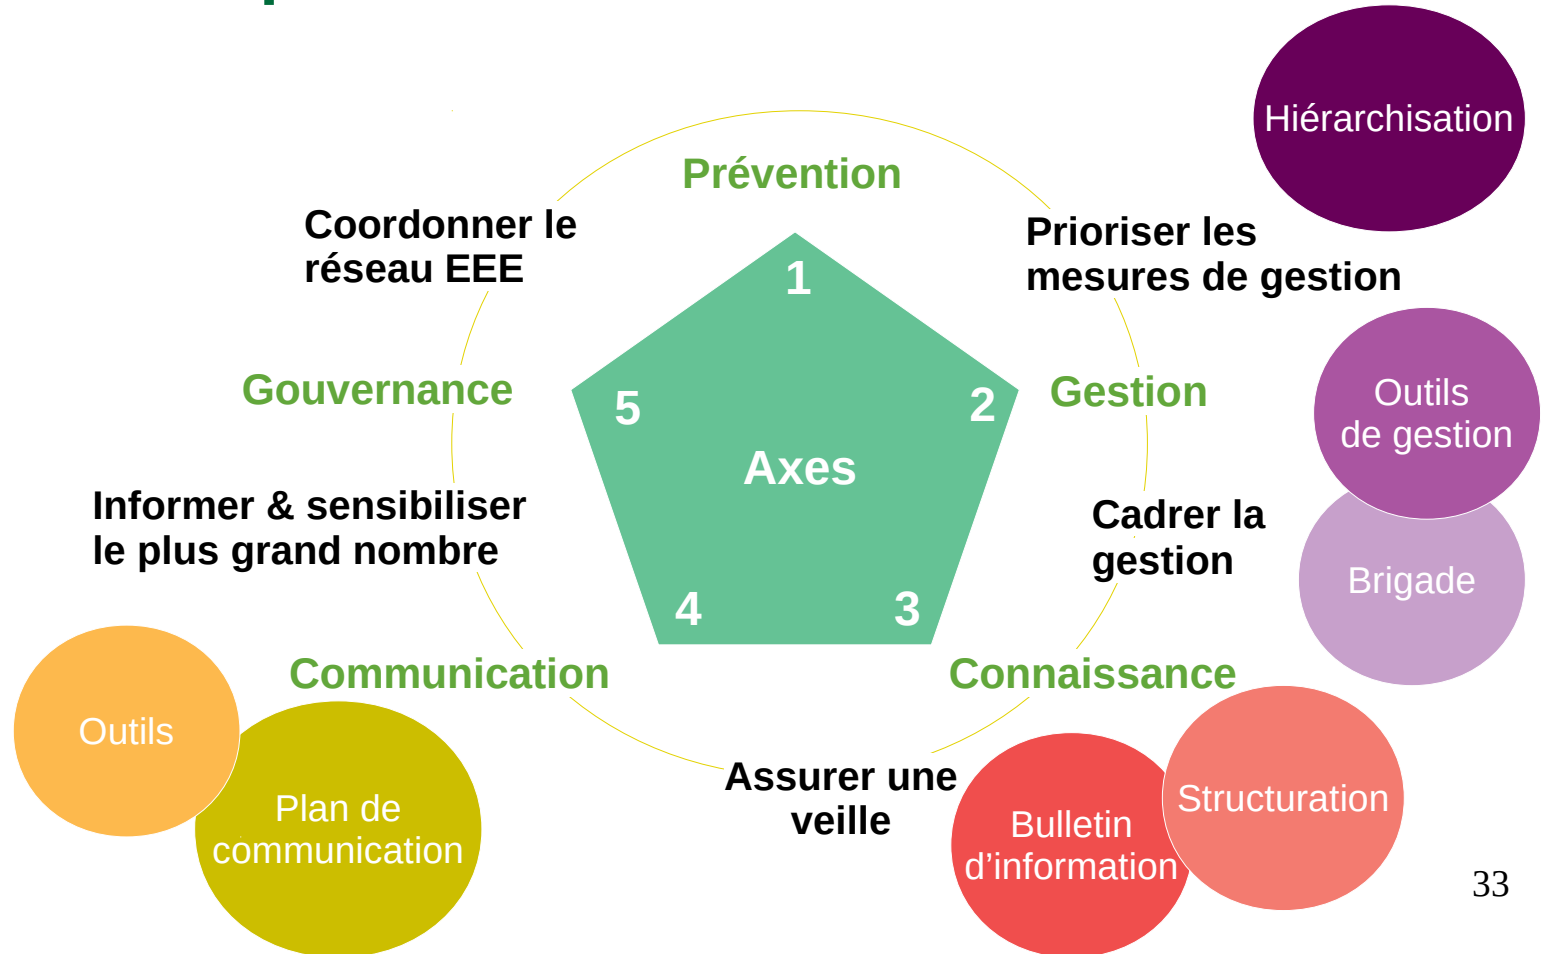 Hiérarchisation
Prévention
Coordonner le
réseau EEE
Prioriser les
mesures de gestion
1
Gouvernance
5
2
Gestion
Outils
de gestion
Axes
Informer & sensibiliser
le plus grand nombre
Cadrer la
gestion
Brigade
4
3
Communication
Connaissance
Outils
Plan de
communication
Assurer une
veille
Bulletin
d’information
Structuration
33